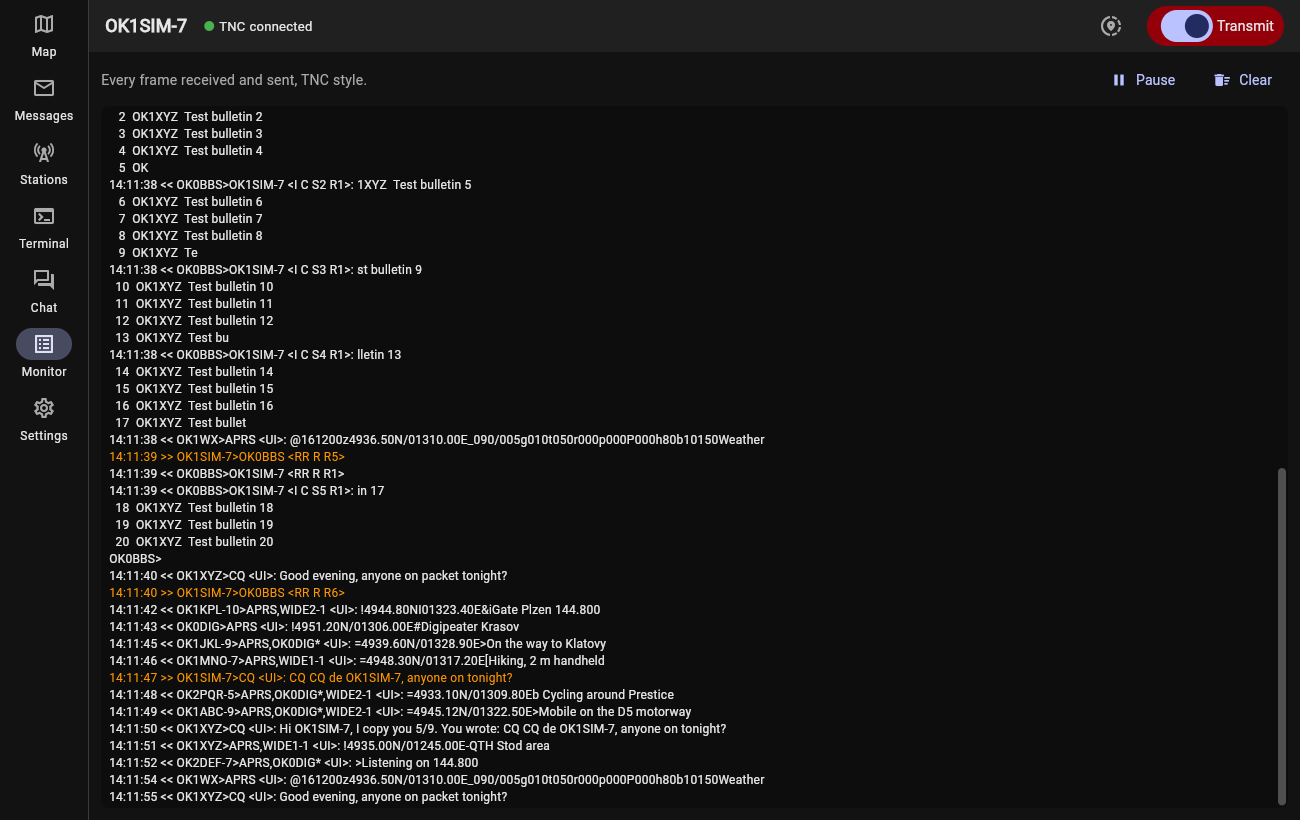 OK1SIM-7
TNC connected
Transmit
Map
Messages
Stations
Terminal
Chat
Monitor
Settings
Every frame received and sent, TNC style.
Pause
Clear
2 OK1XYZ Test bulletin 2
3 OK1XYZ Test bulletin 3
4 OK1XYZ Test bulletin 4
5 OK
14:11:38 << OK0BBS>OK1SIM-7 <I C S2 R1>: 1XYZ Test bulletin 5
6 OK1XYZ Test bulletin 6
7 OK1XYZ Test bulletin 7
8 OK1XYZ Test bulletin 8
9 OK1XYZ Te
14:11:38 << OK0BBS>OK1SIM-7 <I C S3 R1>: st bulletin 9
10 OK1XYZ Test bulletin 10
11 OK1XYZ Test bulletin 11
12 OK1XYZ Test bulletin 12
13 OK1XYZ Test bu
14:11:38 << OK0BBS>OK1SIM-7 <I C S4 R1>: lletin 13
14 OK1XYZ Test bulletin 14
15 OK1XYZ Test bulletin 15
16 OK1XYZ Test bulletin 16
17 OK1XYZ Test bullet
14:11:38 << OK1WX>APRS <UI>: @161200z4936.50N/01310.00E_090/005g010t050r000p000P000h80b10150Weather
14:11:39 >> OK1SIM-7>OK0BBS <RR R R5>
14:11:39 << OK0BBS>OK1SIM-7 <RR R R1>
14:11:39 << OK0BBS>OK1SIM-7 <I C S5 R1>: in 17
18 OK1XYZ Test bulletin 18
19 OK1XYZ Test bulletin 19
20 OK1XYZ Test bulletin 20
OK0BBS>
14:11:40 << OK1XYZ>CQ <UI>: Good evening, anyone on packet tonight?
14:11:40 >> OK1SIM-7>OK0BBS <RR R R6>
14:11:42 << OK1KPL-10>APRS,WIDE2-1 <UI>: !4944.80NI01323.40E&iGate Plzen 144.800
14:11:43 << OK0DIG>APRS <UI>: !4951.20N/01306.00E#Digipeater Krasov
14:11:45 << OK1JKL-9>APRS,OK0DIG* <UI>: =4939.60N/01328.90E>On the way to Klatovy
14:11:46 << OK1MNO-7>APRS,WIDE1-1 <UI>: =4948.30N/01317.20E[Hiking, 2 m handheld
14:11:47 >> OK1SIM-7>CQ <UI>: CQ CQ de OK1SIM-7, anyone on tonight?
14:11:48 << OK2PQR-5>APRS,OK0DIG*,WIDE2-1 <UI>: =4933.10N/01309.80Eb Cycling around Prestice
14:11:49 << OK1ABC-9>APRS,OK0DIG*,WIDE2-1 <UI>: =4945.12N/01322.50E>Mobile on the D5 motorway
14:11:50 << OK1XYZ>CQ <UI>: Hi OK1SIM-7, I copy you 5/9. You wrote: CQ CQ de OK1SIM-7, anyone on tonight?
14:11:51 << OK1XYZ>APRS,WIDE1-1 <UI>: !4935.00N/01245.00E-QTH Stod area
14:11:52 << OK2DEF-7>APRS,OK0DIG* <UI>: >Listening on 144.800
14:11:54 << OK1WX>APRS <UI>: @161200z4936.50N/01310.00E_090/005g010t050r000p000P000h80b10150Weather
14:11:55 << OK1XYZ>CQ <UI>: Good evening, anyone on packet tonight?